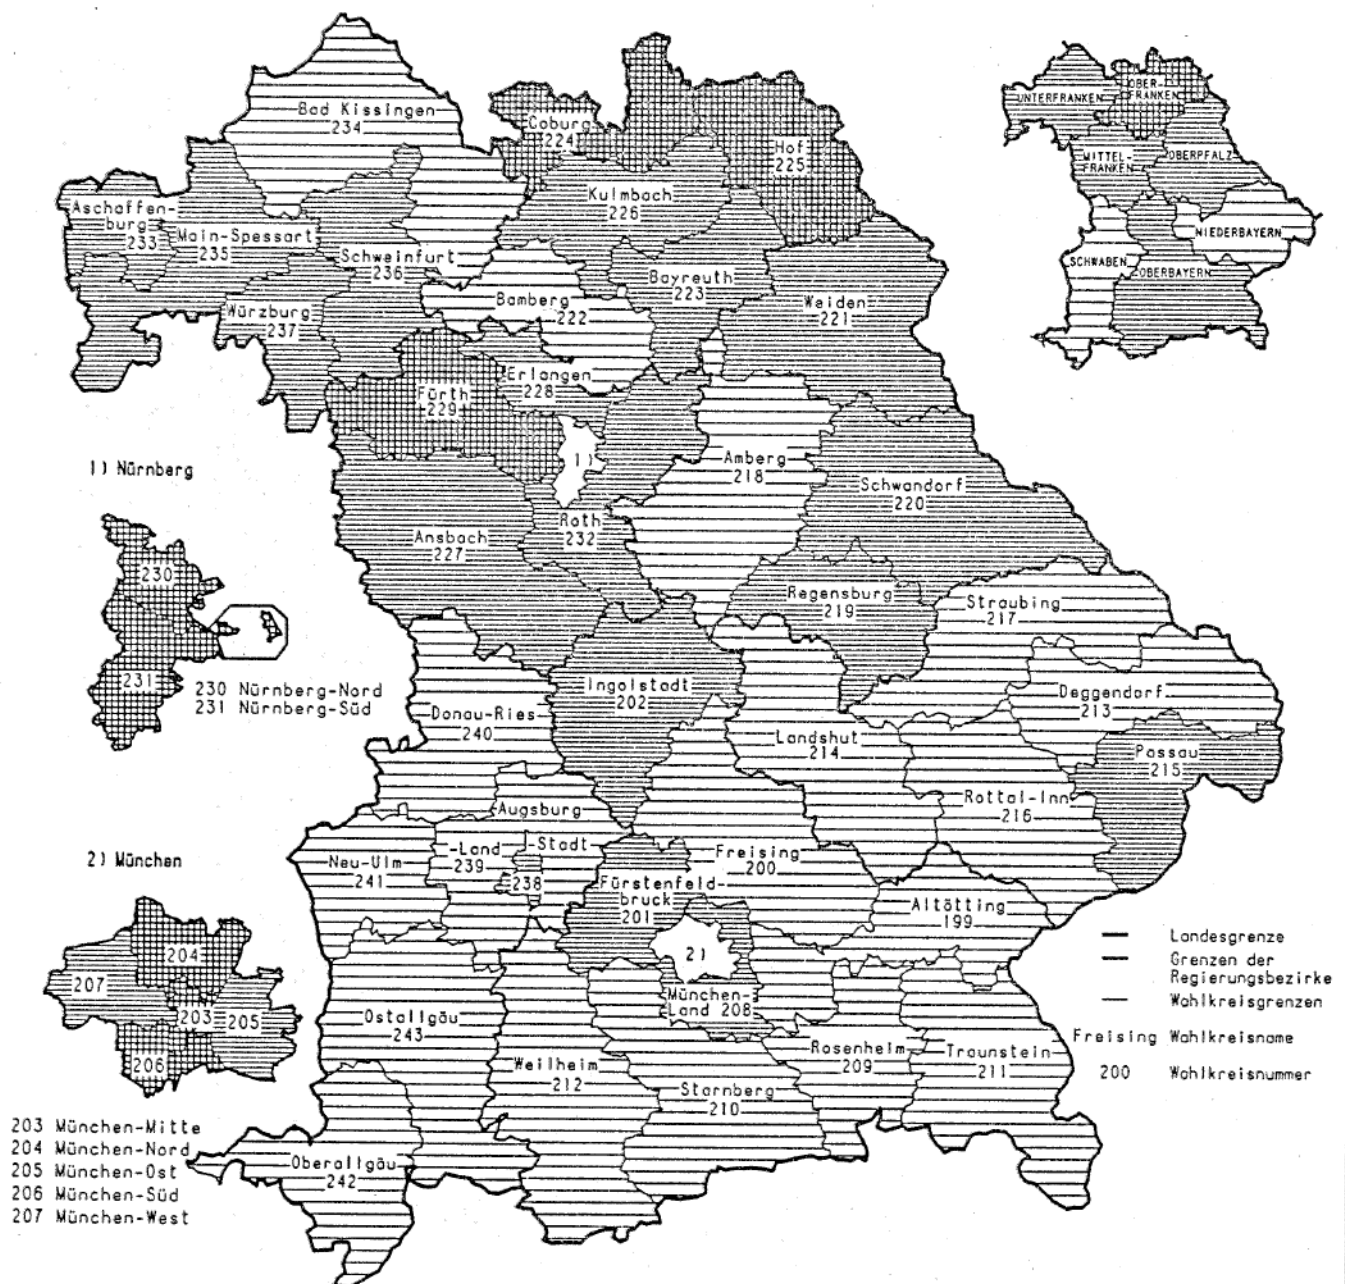 Bad Kissingen
234
Coburg
224
Hof
225
Kulmbach
226
Aschaffen-
burg
233
Main-Spessart
235
Schweinfurt
236
Würzburg
237
Bamberg
222
Bayreuth
223
Weiden
221
Erlangen
228
Fürth
229
1)
Amberg
218
Schwandorf
220
Ansbach
227
Roth
232
Regensburg
219
Straubing
217
Ingolstadt
202
Deggendorf
213
Donau-Ries
240
Landshut
214
Passau
215
Rottal-Inn
216
Augsburg
-Land
239
-Stadt
238
Neu-Ulm
241
Freising
200
Fürstenfeld-
bruck
201
Altötting
199
2)
München-
Land 208
Ostallgäu
243
Weilheim
212
Starnberg
210
Rosenheim
209
Traunstein
211
Oberallgäu
242
UNTERFRANKEN
OBER-
FRANKEN
MITTEL-
FRANKEN
OBERPFALZ
NIEDERBAYERN
SCHWABEN
OBERBAYERN
1) Nürnberg
230
231
230 Nürnberg-Nord
231 Nürnberg-Süd
2) München
204
207
203
205
206
203 München-Mitte
204 München-Nord
205 München-Ost
206 München-Süd
207 München-West
Landesgrenze
Grenzen der
Regierungsbezirke
Wahlkreisgrenzen
Freising Wahlkreisname
200 Wahlkreisnummer